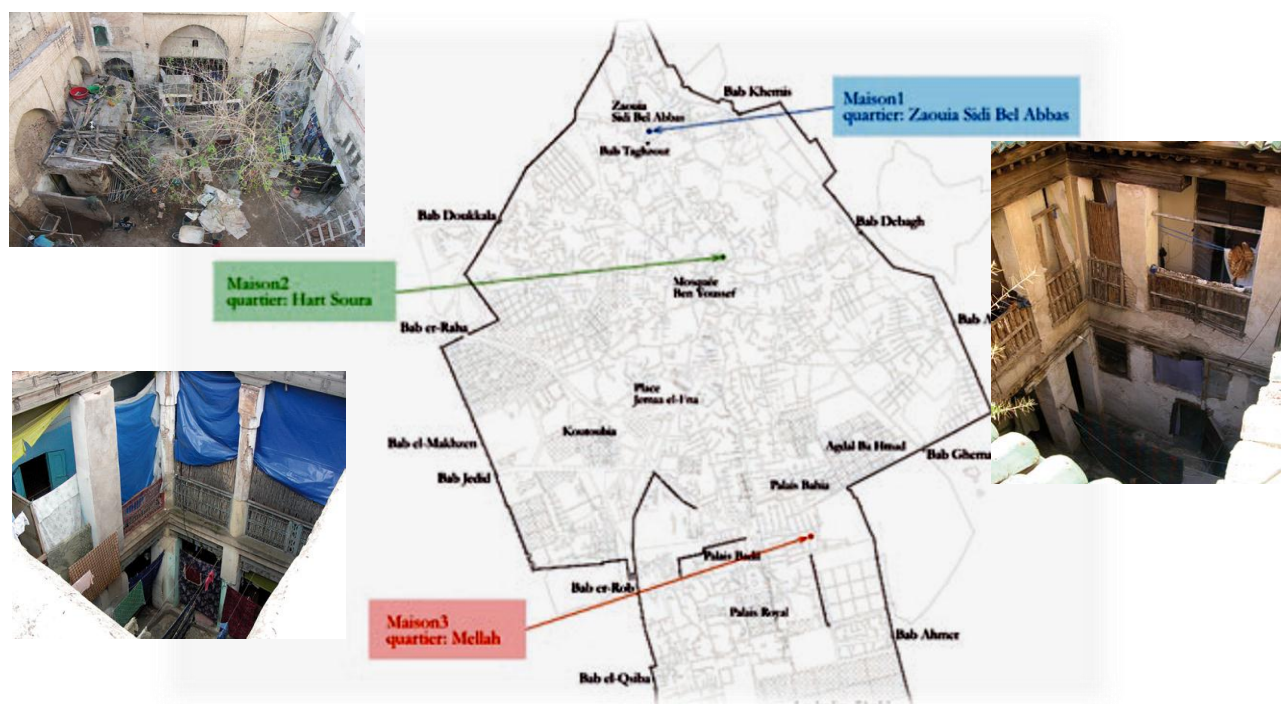 Bab Khemis
Maison1
quartier: Zaouia Sidi Bel Abbas
Zaouia
Sidi Bel Abbas
Bab Taghzout
Bab Doukkala
Bab Debagh
Maison2
quartier: Hart Soura
Mosquée
Ben Youssef
Bab er-Raha
Bab A
Place
Jemaa el-Fna
Koutoubia
Bab el-Makhzen
Agdal Ba Hmad
Bab Ghema
Bab Jedid
Palais Bahia
Palais Badii
Bab er-Rob
Maison3
quartier: Mellah
Palais Royal
Bab Ahmer
Bab el-Qsiba